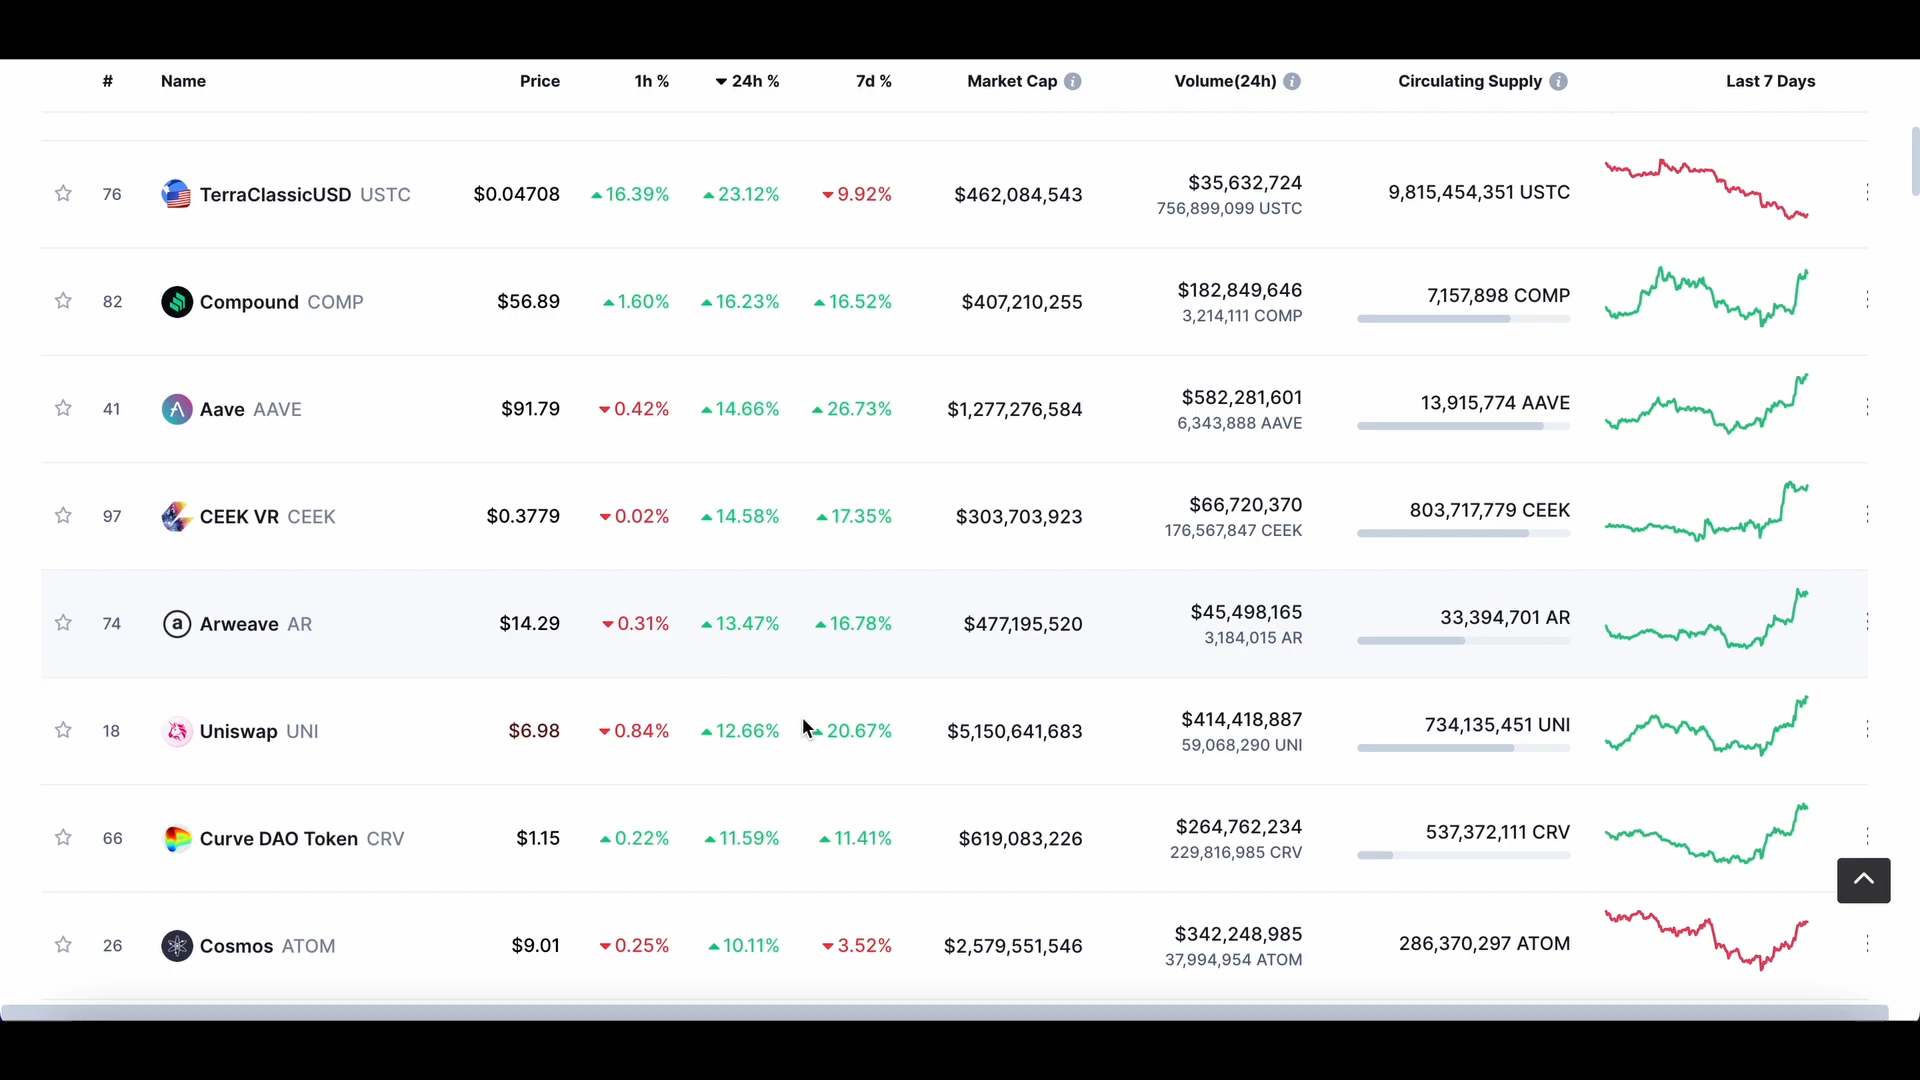 # Name Price 1h % 24h % 7d % Market Cap Volume(24h) Circulating Supply Last 7 Days
76 TerraClassicUSD USTC $0.04708 16.39% 23.12% 9.92% $462,084,543 $35,632,724 9,815,454,351 USTC
756,899,099 USTC
82 Compound COMP $56.89 1.60% 16.23% 16.52% $407,210,255 $182,849,646 7,157,898 COMP
3,214,111 COMP
41 Aave AAVE $91.79 0.42% 14.66% 26.73% $1,277,276,584 $582,281,601 13,915,774 AAVE
6,343,888 AAVE
97 CEEK VR CEEK $0.3779 0.02% 14.58% 17.35% $303,703,923 $66,720,370 803,717,779 CEEK
176,567,847 CEEK
74 Arweave AR $14.29 0.31% 13.47% 16.78% $477,195,520 $45,498,165 33,394,701 AR
3,184,015 AR
18 Uniswap UNI $6.98 0.84% 12.66% 20.67% $5,150,641,683 $414,418,887 734,135,451 UNI
59,068,290 UNI
66 Curve DAO Token CRV $1.15 0.22% 11.59% 11.41% $619,083,226 $264,762,234 537,372,111 CRV
229,816,985 CRV
26 Cosmos ATOM $9.01 0.25% 10.11% 3.52% $2,579,551,546 $342,248,985 286,370,297 ATOM
37,994,954 ATOM